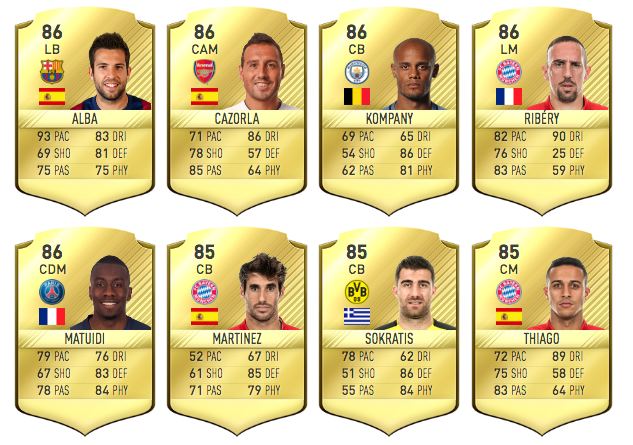 86
LB
ALBA
93 PAC 83 DRI
69 SHO 81 DEF
75 PAS 75 PHY
86
CAM
Arsenal
CAZORLA
71 PAC 86 DRI
78 SHO 57 DEF
85 PAS 64 PHY
86
CB
KOMPANY
69 PAC 65 DRI
54 SHO 86 DEF
62 PAS 81 PHY
86
LM
RIBÉRY
82 PAC 90 DRI
76 SHO 25 DEF
83 PAS 59 PHY
86
CDM
PARIS
MATUIDI
79 PAC 76 DRI
67 SHO 83 DEF
78 PAS 84 PHY
85
CB
MARTINEZ
52 PAC 67 DRI
61 SHO 85 DEF
71 PAS 79 PHY
85
CB
BVB
09
SOKRATIS
78 PAC 62 DRI
51 SHO 86 DEF
55 PAS 84 PHY
85
CM
THIAGO
72 PAC 89 DRI
75 SHO 58 DEF
83 PAS 64 PHY